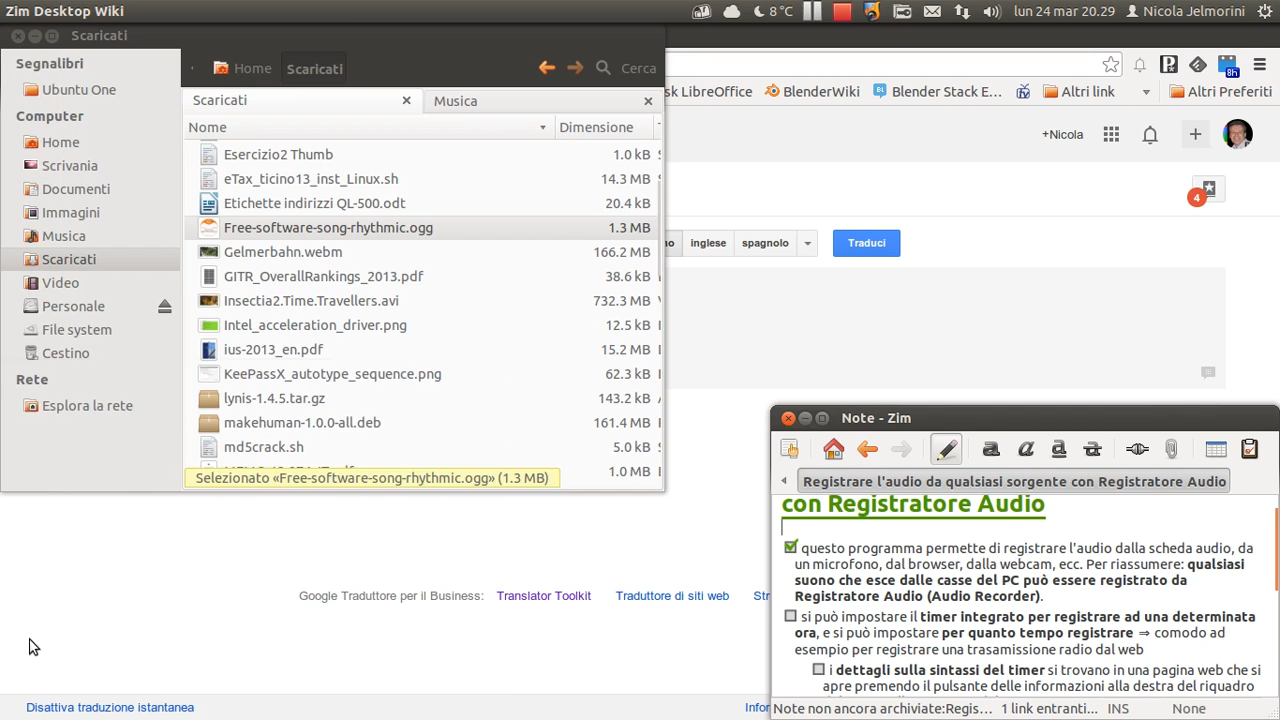 Zim Desktop Wiki
8 °C
lun 24 mar 20.29
Nicola Jelmorini
Scaricati
Segnalibri
Ubuntu One
Computer
Home
Scrivania
Documenti
Immagini
Musica
Scaricati
Video
Personale
File system
Cestino
Rete
Esplora la rete
Home
Scaricati
Cerca
Scaricati
Musica
Nome
Dimensione
Esercizio2 Thumb 1.0 kB
eTax_ticino13_inst_Linux.sh 14.3 MB
Etichette indirizzi QL-500.odt 20.4 kB
Free-software-song-rhythmic.ogg 1.3 MB
Gelmerbahn.webm 166.2 MB
GITR_OverallRankings_2013.pdf 38.6 kB
Insectia2.Time.Travellers.avi 732.3 MB
Intel_acceleration_driver.png 12.5 kB
ius-2013_en.pdf 15.2 MB
KeePassX_autotype_sequence.png 62.3 kB
lynis-1.4.5.tar.gz 143.2 kB
makehuman-1.0.0-all.deb 161.4 MB
md5crack.sh 5.0 kB
1.0 MB
Selezionato «Free-software-song-rhythmic.ogg» (1.3 MB)
8h
sk LibreOffice
BlenderWiki
Blender Stack E...
Altri link
Altri Preferiti
+Nicola
4
no
inglese
spagnolo
Traduci
Google Traduttore per il Business:
Translator Toolkit
Traduttore di siti web
Str
Disattiva traduzione istantanea
Infor
Note - Zim
Registrare l'audio da qualsiasi sorgente con Registratore Audio
con Registratore Audio
questo programma permette di registrare l'audio dalla scheda audio, da
un microfono, dal browser, dalla webcam, ecc. Per riassumere: qualsiasi
suono che esce dalle casse del PC può essere registrato da
Registratore Audio (Audio Recorder).
si può impostare il timer integrato per registrare ad una determinata
ora, e si può impostare per quanto tempo registrare ⇒ comodo ad
esempio per registrare una trasamissione radio dal web
i dettagli sulla sintassi del timer si trovano in una pagina web che si
apre premendo il pulsante delle informazioni alla destra del riquadro
Note non ancora archiviate:Regis...
1 link entranti...
INS
None